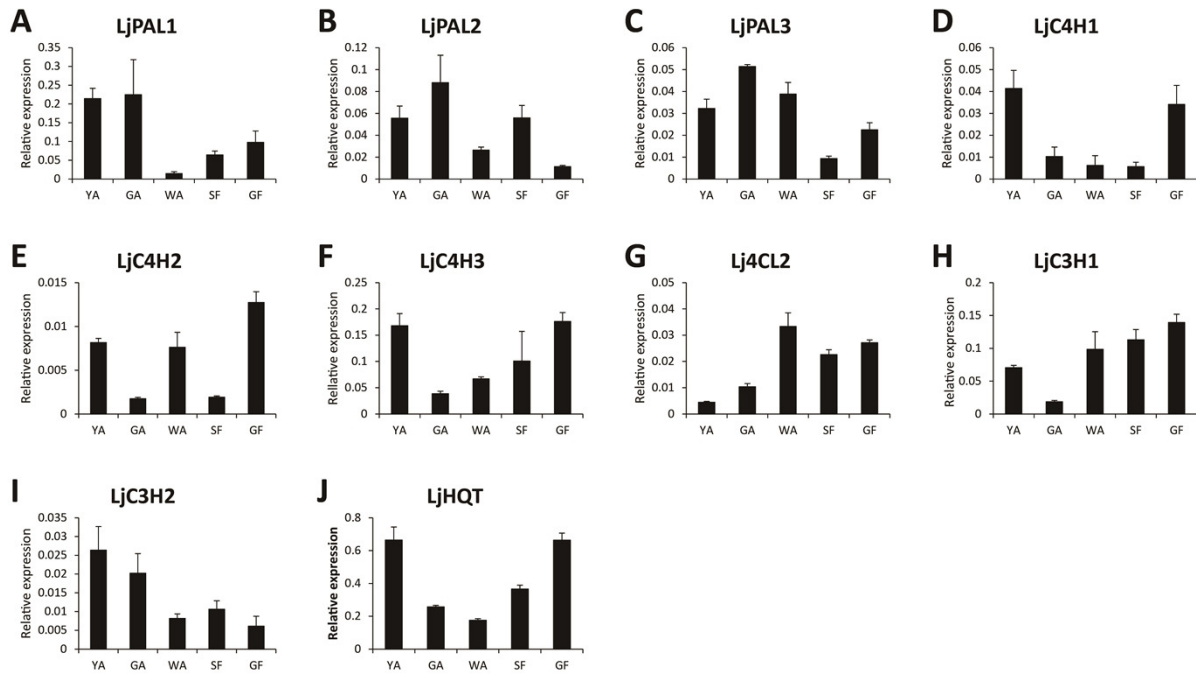 A
LjPAL1
Relative expression
0.35
0.3
0.25
0.2
0.15
0.1
0.05
0
YA GA WA SF GF
B
LjPAL2
Relative expression
0.12
0.1
0.08
0.06
0.04
0.02
0
YA GA WA SF GF
C
LjPAL3
Relative expression
0.06
0.05
0.04
0.03
0.02
0.01
0
YA GA WA SF GF
D
LjC4H1
Relative expression
0.06
0.05
0.04
0.03
0.02
0.01
0
YA GA WA SF GF
E
LjC4H2
Relative expression
0.015
0.01
0.005
0
YA GA WA SF GF
F
LjC4H3
Rellative expression
0.25
0.2
0.15
0.1
0.05
0
YA GA WA SF GF
G
Lj4CL2
Relative expression
0.05
0.04
0.03
0.02
0.01
0
YA GA WA SF GF
H
LjC3H1
Relative expression
0.2
0.15
0.1
0.05
0
YA GA WA SF GF
I
LjC3H2
Relative expression
0.035
0.03
0.025
0.02
0.015
0.01
0.005
0
YA GA WA SF GF
J
LjHQT
Relative expression
0.8
0.6
0.4
0.2
0
YA GA WA SF GF